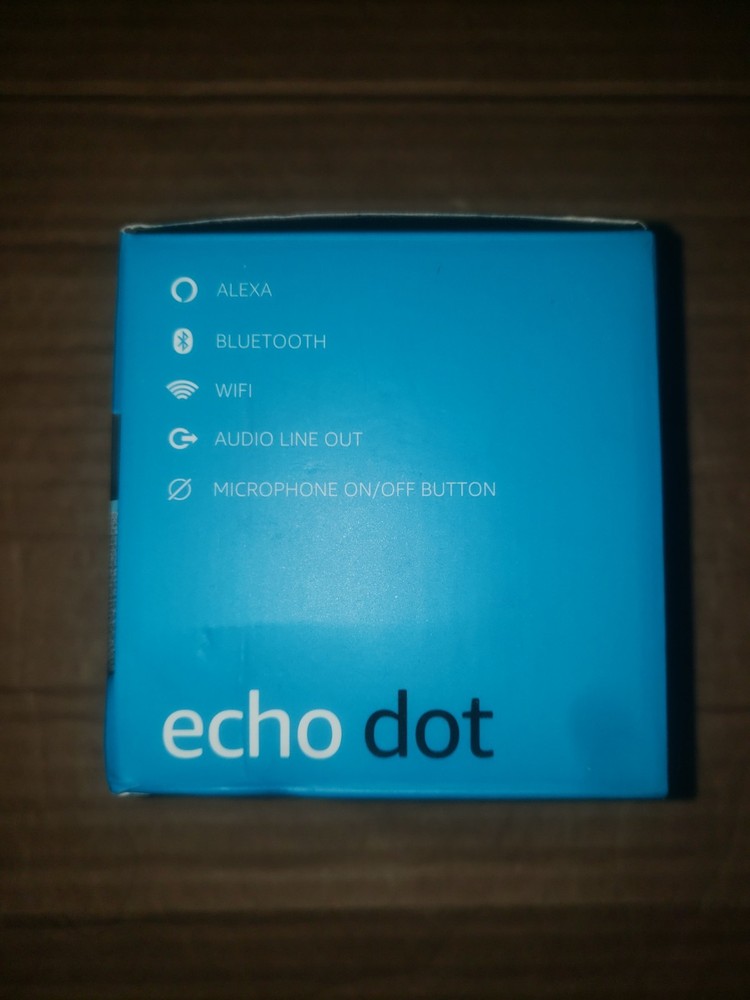 ALEXA
BLUETOOTH
WIFI
AUDIO LINE OUT
MICROPHONE ON/OFF BUTTON
echo dot